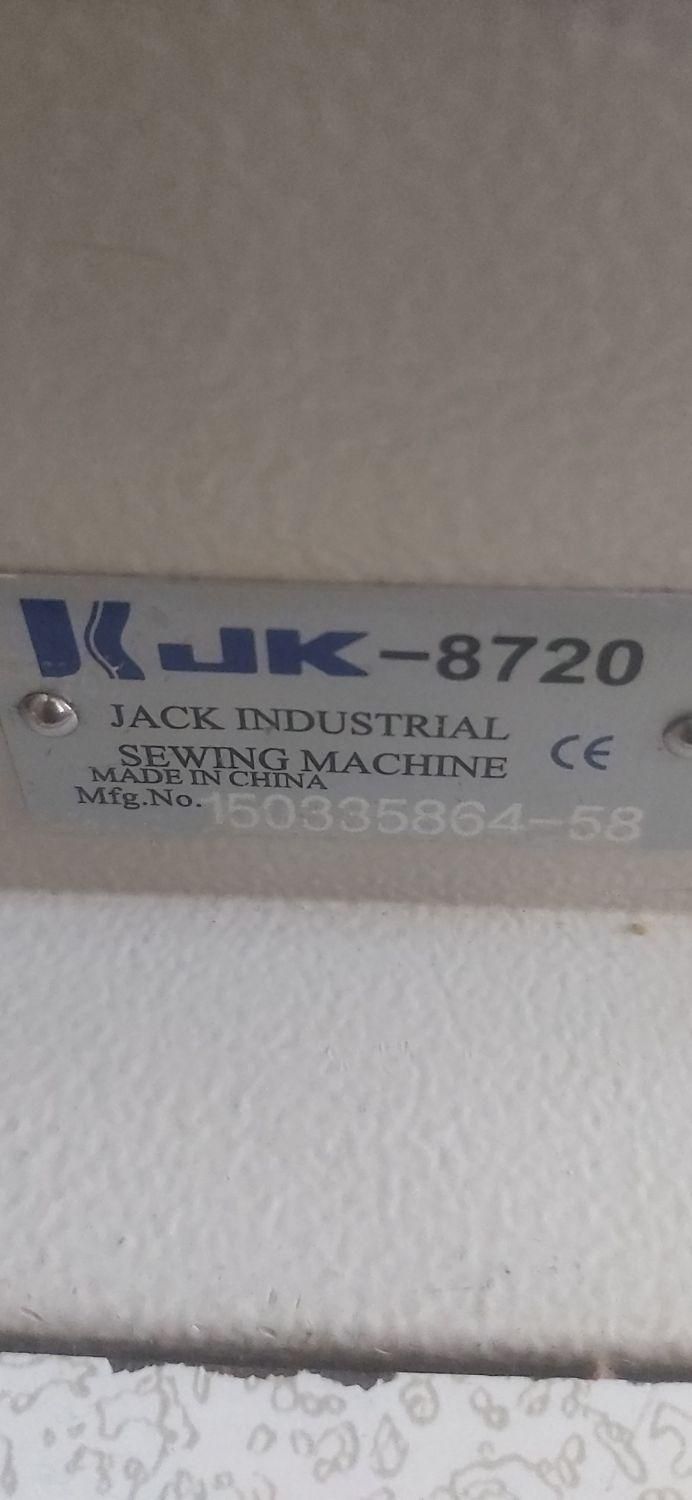 JK-8720
JACK INDUSTRIAL
SEWING MACHINE
CE
MADE IN CHINA
Mfg.No.150335864-58